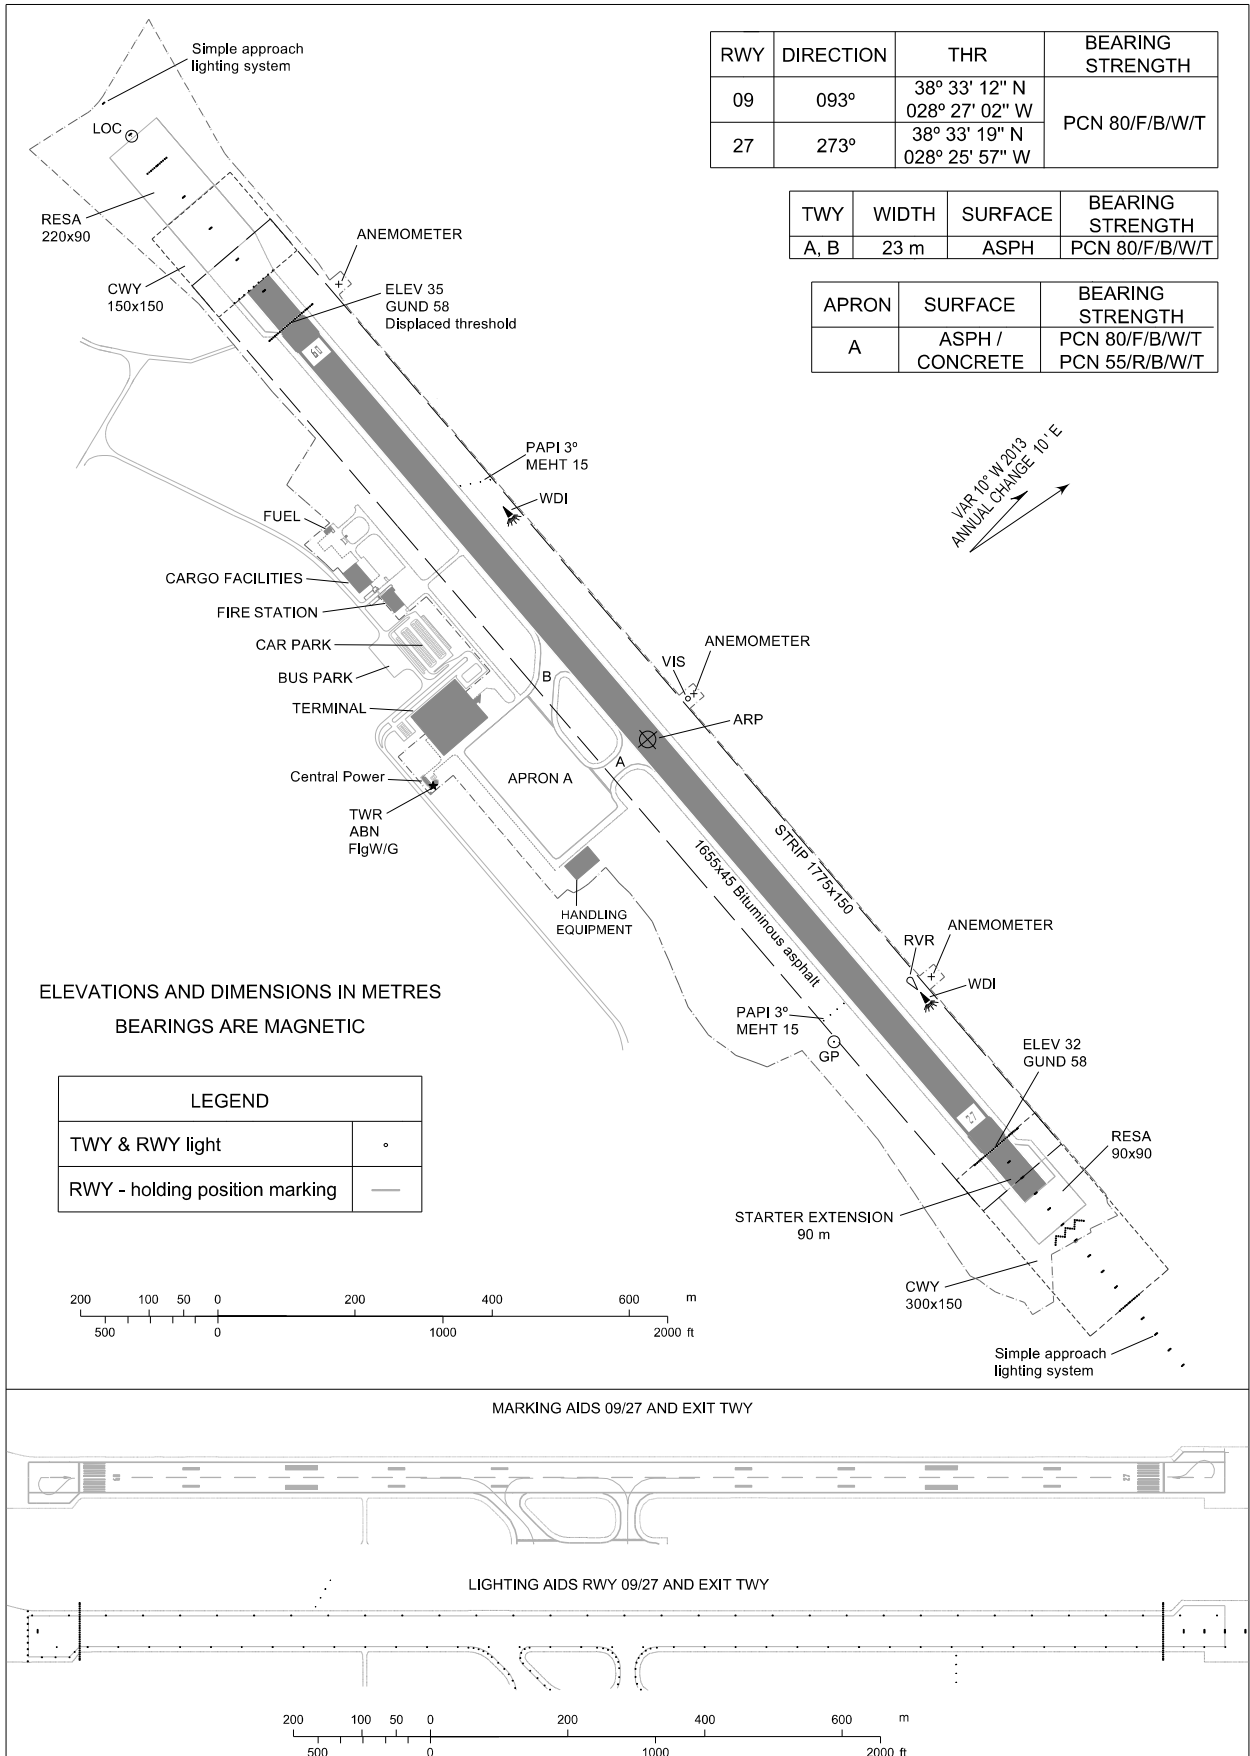 Simple approach
lighting system
LOC
RESA
220x90
CWY
150x150
ANEMOMETER
ELEV 35
GUND 58
Displaced threshold
RWY DIRECTION THR BEARING STRENGTH
09 093º 38º 33' 12" N
028º 27' 02" W
PCN 80/F/B/W/T
27 273º 38º 33' 19" N
028º 25' 57" W
TWY WIDTH SURFACE BEARING STRENGTH
A, B 23 m ASPH PCN 80/F/B/W/T
APRON SURFACE BEARING STRENGTH
A ASPH / CONCRETE
PCN 80/F/B/W/T
PCN 55/R/B/W/T
09
PAPI 3º
MEHT 15
WDI
VAR 10° W 2013
ANNUAL CHANGE 10' E
FUEL
CARGO FACILITIES
FIRE STATION
CAR PARK
BUS PARK
TERMINAL
Central Power
TWR
ABN
FlgW/G
B
A
APRON A
HANDLING
EQUIPMENT
VIS
ANEMOMETER
ARP
STRIP 1775x150
1655x45 Bituminous asphalt
RVR
ANEMOMETER
WDI
PAPI 3º
MEHT 15
GP
ELEV 32
GUND 58
27
RESA
90x90
STARTER EXTENSION
90 m
CWY
300x150
Simple approach
lighting system
ELEVATIONS AND DIMENSIONS IN METRES
BEARINGS ARE MAGNETIC
LEGEND
TWY & RWY light
RWY - holding position marking
200 100 50 0 200 400 600 m
500 0 1000 2000 ft
MARKING AIDS 09/27 AND EXIT TWY
09
27
LIGHTING AIDS RWY 09/27 AND EXIT TWY
200 100 50 0 200 400 600 m
500 0 1000 2000 ft